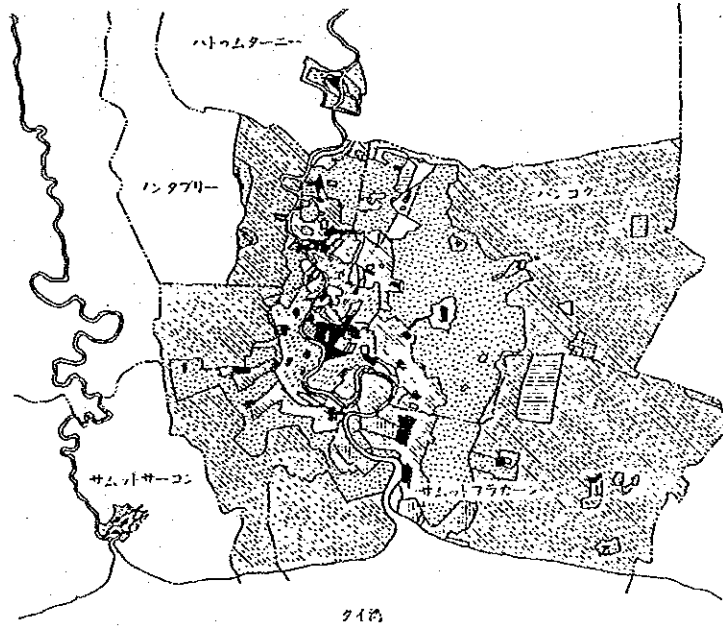 パトゥムターニー
ノンタブリー
バンコク
サムットサーコン
サムットプラカーン
タイ湾